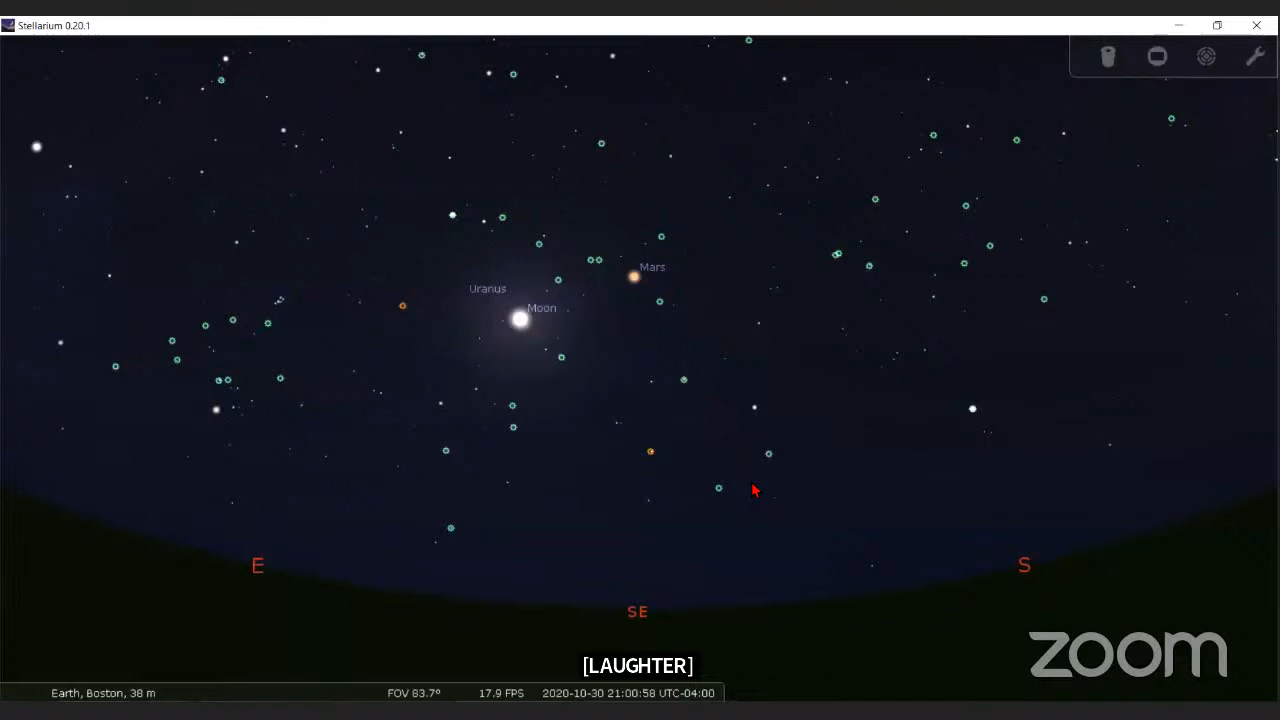 Stellarium 0.20.1
Mars
Uranus
Moon
E
S
SE
zoom
[LAUGHTER]
Earth, Boston, 38 m FOV 83.7° 17.9 FPS 2020-10-30 21:00:58 UTC-04:00